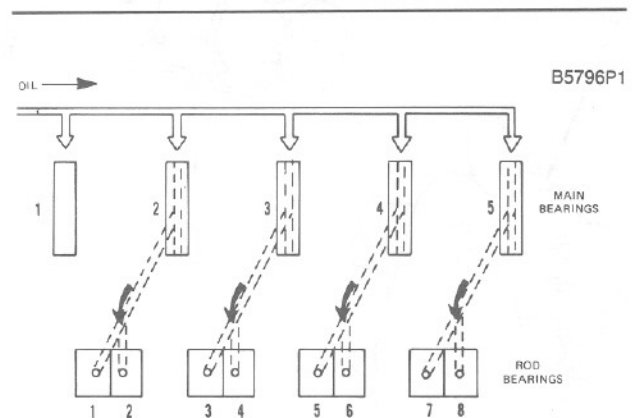 B5796P1
OIL
1 2 3 4 5
MAIN
BEARINGS
ROD
BEARINGS
1 2 3 4 5 6 7 8